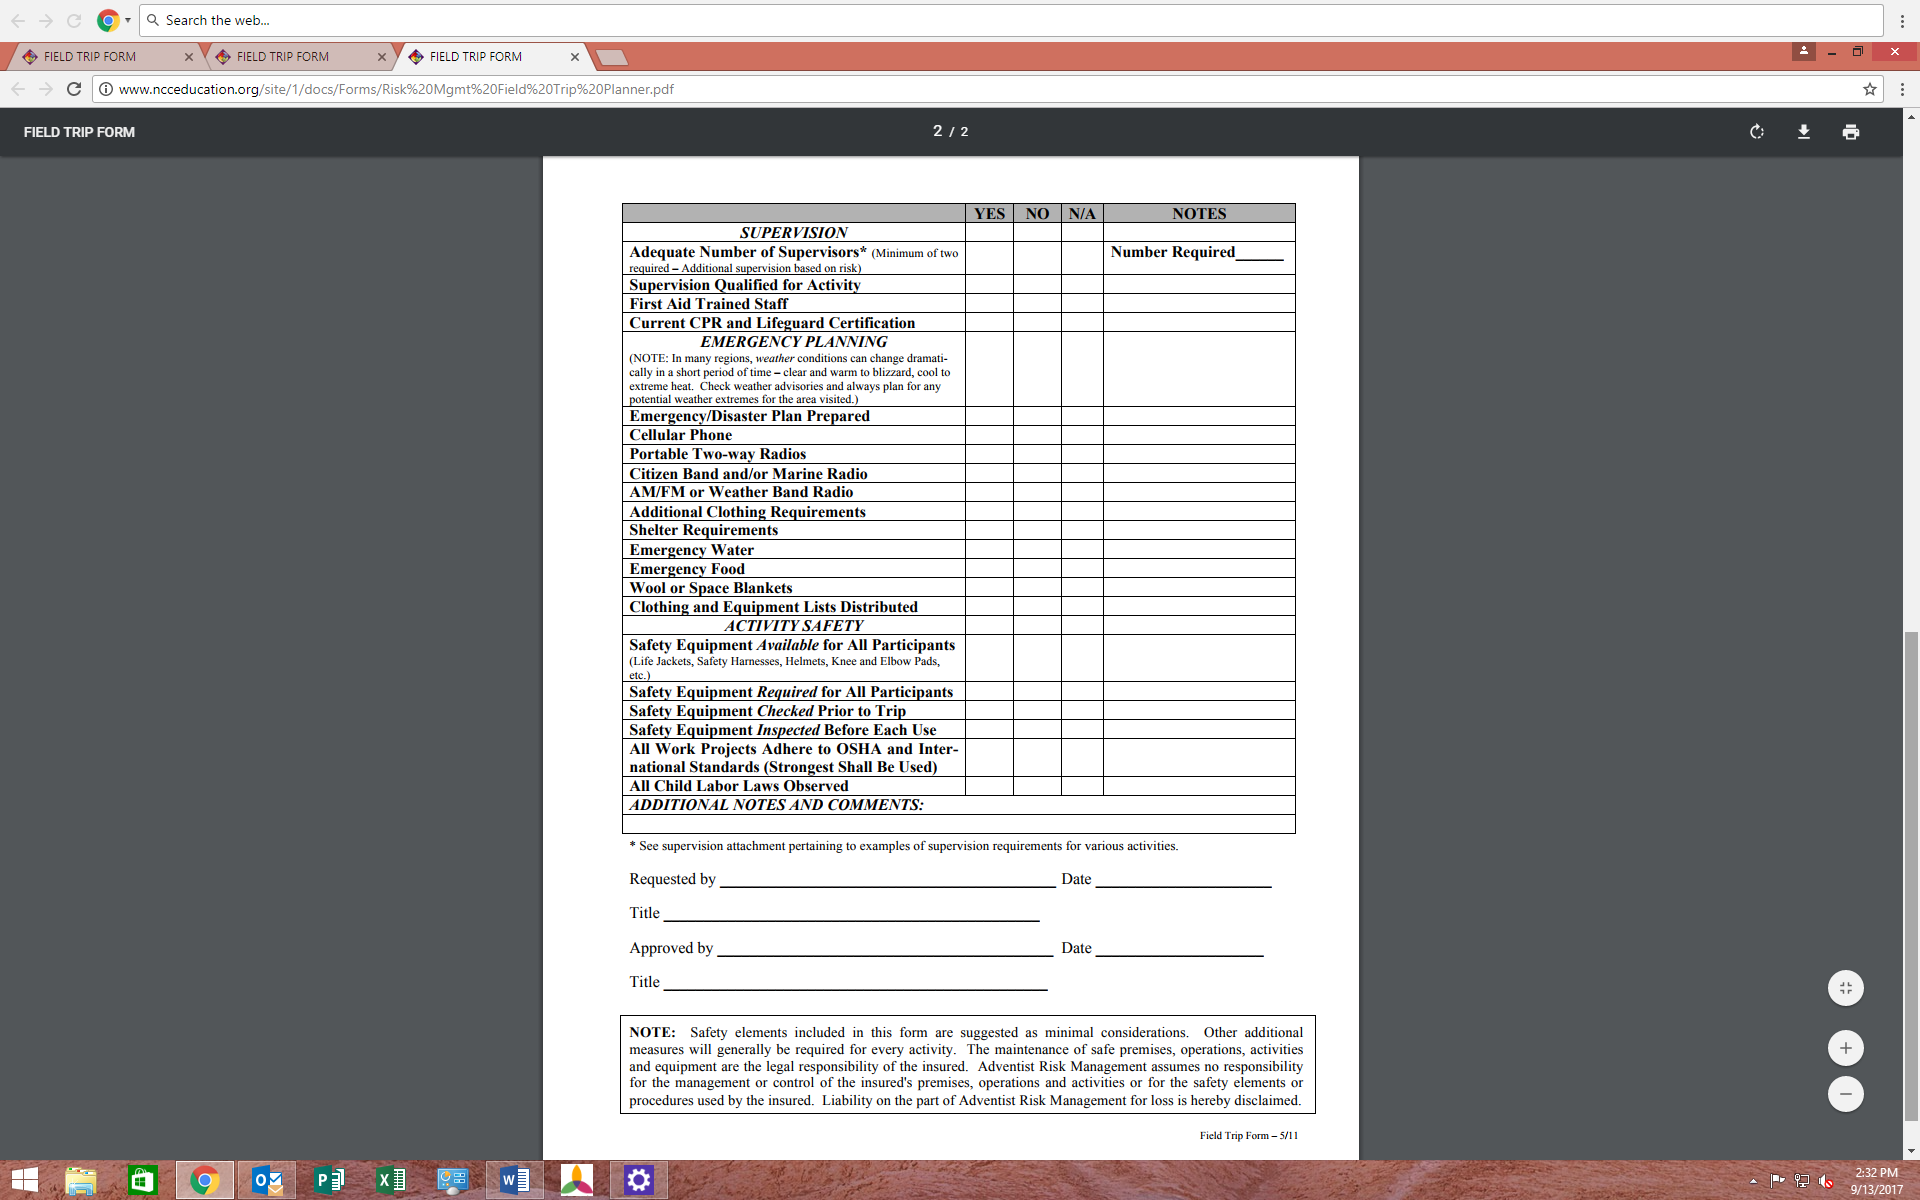 Search the web...
FIELD TRIP FORM
FIELD TRIP FORM
FIELD TRIP FORM
www.ncceducation.org/site/1/docs/Forms/Risk%20Mgmt%20Field%20Trip%20Planner.pdf
FIELD TRIP FORM
2 / 2
YES NO N/A NOTES
SUPERVISION
Adequate Number of Supervisors* (Minimum of two Number Required______
required – Additional supervision based on risk)
Supervision Qualified for Activity
First Aid Trained Staff
Current CPR and Lifeguard Certification
EMERGENCY PLANNING
(NOTE: In many regions, weather conditions can change dramati-
cally in a short period of time – clear and warm to blizzard, cool to
extreme heat. Check weather advisories and always plan for any
potential weather extremes for the area visited.)
Emergency/Disaster Plan Prepared
Cellular Phone
Portable Two-way Radios
Citizen Band and/or Marine Radio
AM/FM or Weather Band Radio
Additional Clothing Requirements
Shelter Requirements
Emergency Water
Emergency Food
Wool or Space Blankets
Clothing and Equipment Lists Distributed
ACTIVITY SAFETY
Safety Equipment Available for All Participants
(Life Jackets, Safety Harnesses, Helmets, Knee and Elbow Pads,
etc.)
Safety Equipment Required for All Participants
Safety Equipment Checked Prior to Trip
Safety Equipment Inspected Before Each Use
All Work Projects Adhere to OSHA and Inter-
national Standards (Strongest Shall Be Used)
All Child Labor Laws Observed
ADDITIONAL NOTES AND COMMENTS:
* See supervision attachment pertaining to examples of supervision requirements for various activities.
Requested by ____________________ Date ____________________
Title ____________________
Approved by ____________________ Date ____________________
Title ____________________
NOTE: Safety elements included in this form are suggested as minimal considerations. Other additional
measures will generally be required for every activity. The maintenance of safe premises, operations, activities
and equipment are the legal responsibility of the insured. Adventist Risk Management assumes no responsibility
for the management or control of the insured's premises, operations and activities or for the safety elements or
procedures used by the insured. Liability on the part of Adventist Risk Management for loss is hereby disclaimed.
Field Trip Form – 5/11
2:32 PM
9/13/2017